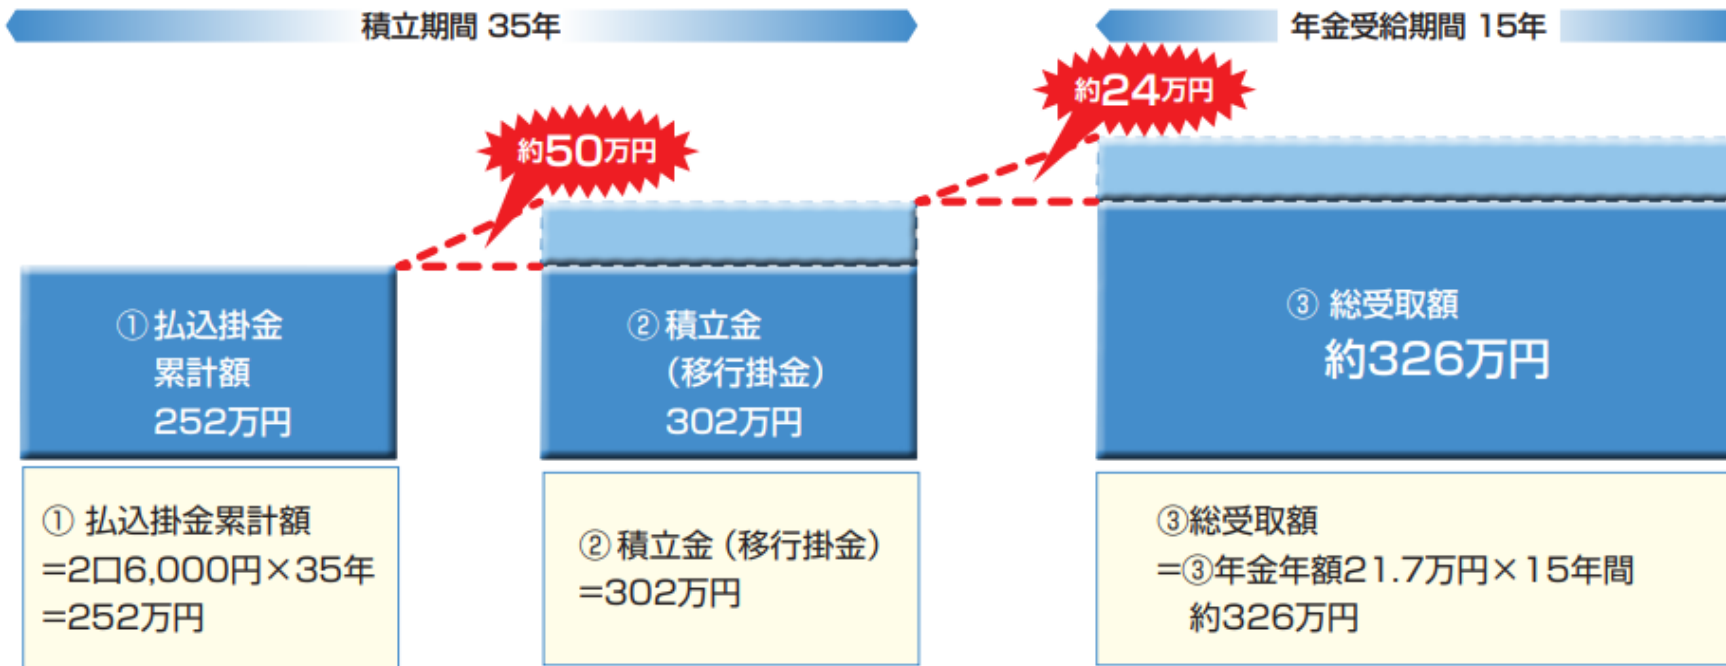 積立期間 35年
年金受給期間 15年
約50万円
約24万円
① 払込掛金
累計額
252万円
② 積立金
（移行掛金）
302万円
③ 総受取額
約326万円
① 払込掛金累計額
=2口6,000円×35年
=252万円
② 積立金（移行掛金）
=302万円
③総受取額
=③年金年額21.7万円×15年間
約326万円